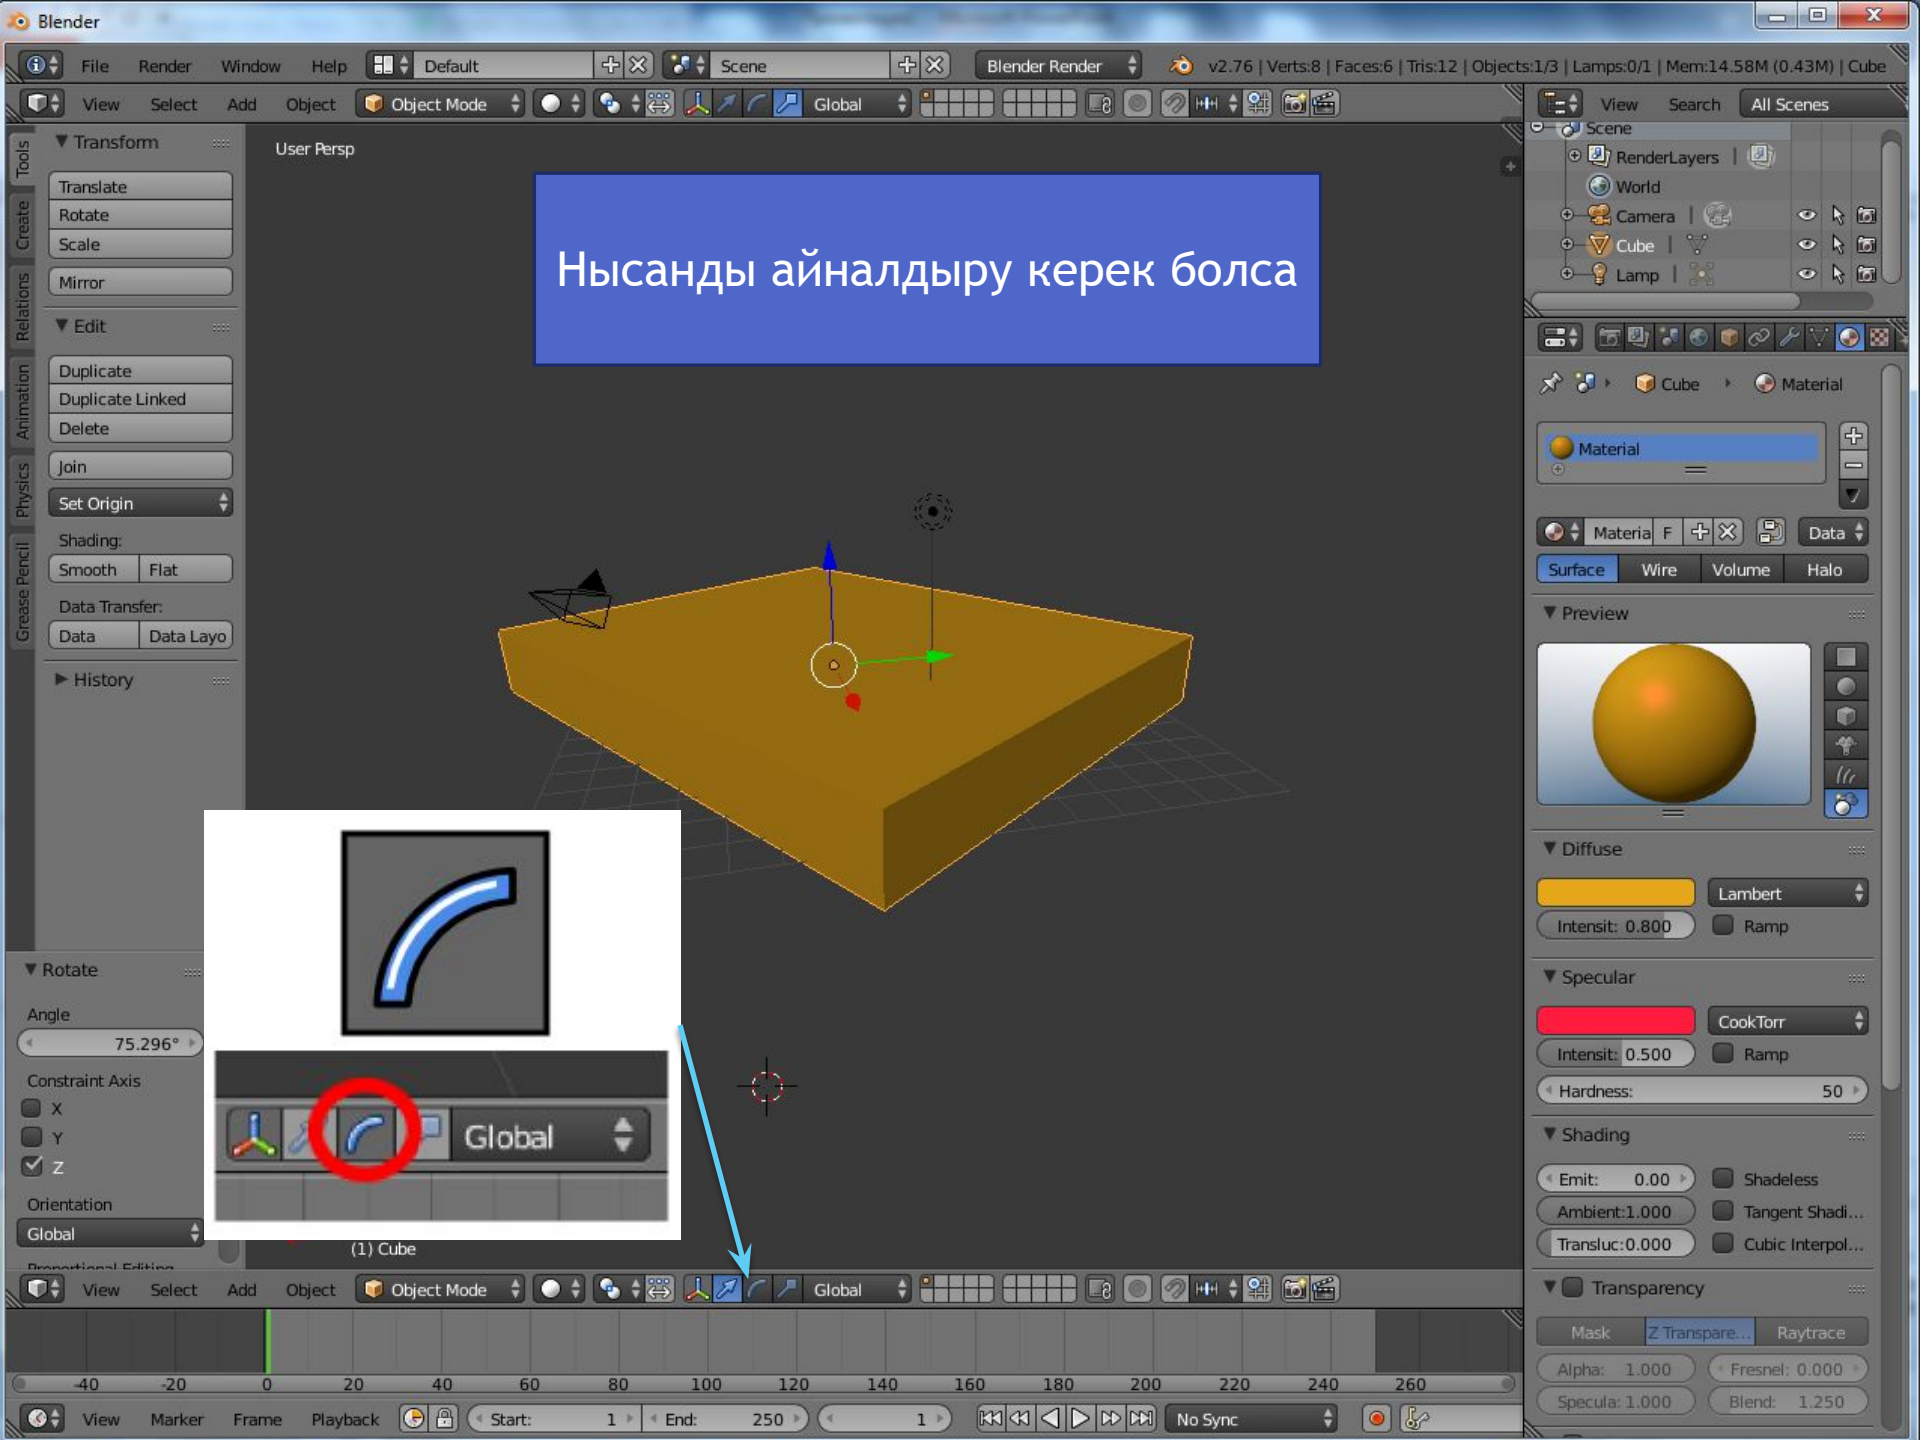 Blender
File Render Window Help Default Scene Blender Render v2.76 | Verts:8 | Faces:6 | Tris:12 | Objects:1/3 | Lamps:0/1 | Mem:14.58M (0.43M) | Cube
View Select Add Object Object Mode Global View Search All Scenes
Tools
Create
Relations
Animation
Physics
Grease Pencil
Transform
Translate
Rotate
Scale
Mirror
Edit
Duplicate
Duplicate Linked
Delete
Join
Set Origin
Shading:
Smooth Flat
Data Transfer:
Data Data Layo
History
Rotate
Angle
75.296°
Constraint Axis
X
Y
Z
Orientation
Global
User Persp
Нысанды айналдыру керек болса
Global
(1) Cube
Scene
RenderLayers
World
Camera
Cube
Lamp
Cube Material
Material
Materia F Data
Surface Wire Volume Halo
Preview
Diffuse
Lambert
Intensit: 0.800 Ramp
Specular
CookTorr
Intensit: 0.500 Ramp
Hardness: 50
Shading
Emit: 0.00 Shadeless
Ambient:1.000 Tangent Shadi...
Transluc:0.000 Cubic Interpol...
Transparency
Mask Z Transpare... Raytrace
Alpha: 1.000 Fresnel: 0.000
Specula: 1.000 Blend: 1.250
View Select Add Object Object Mode Global
-40 -20 0 20 40 60 80 100 120 140 160 180 200 220 240 260
View Marker Frame Playback Start: 1 End: 250 1 No Sync